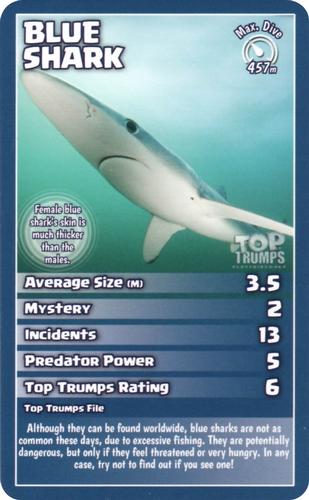 BLUE
SHARK
Max. Dive
457m
Female blue
shark's skin is
much thicker
than the
males.
TOP
TRUMPS
Average Size (M) 3.5
Mystery 2
Incidents 13
Predator Power 5
Top Trumps Rating 6
Top Trumps File
Although they can be found worldwide, blue sharks are not as
common these days, due to excessive fishing. They are potentially
dangerous, but only if they feel threatened or very hungry. In any
case, try not to find out if you see one!